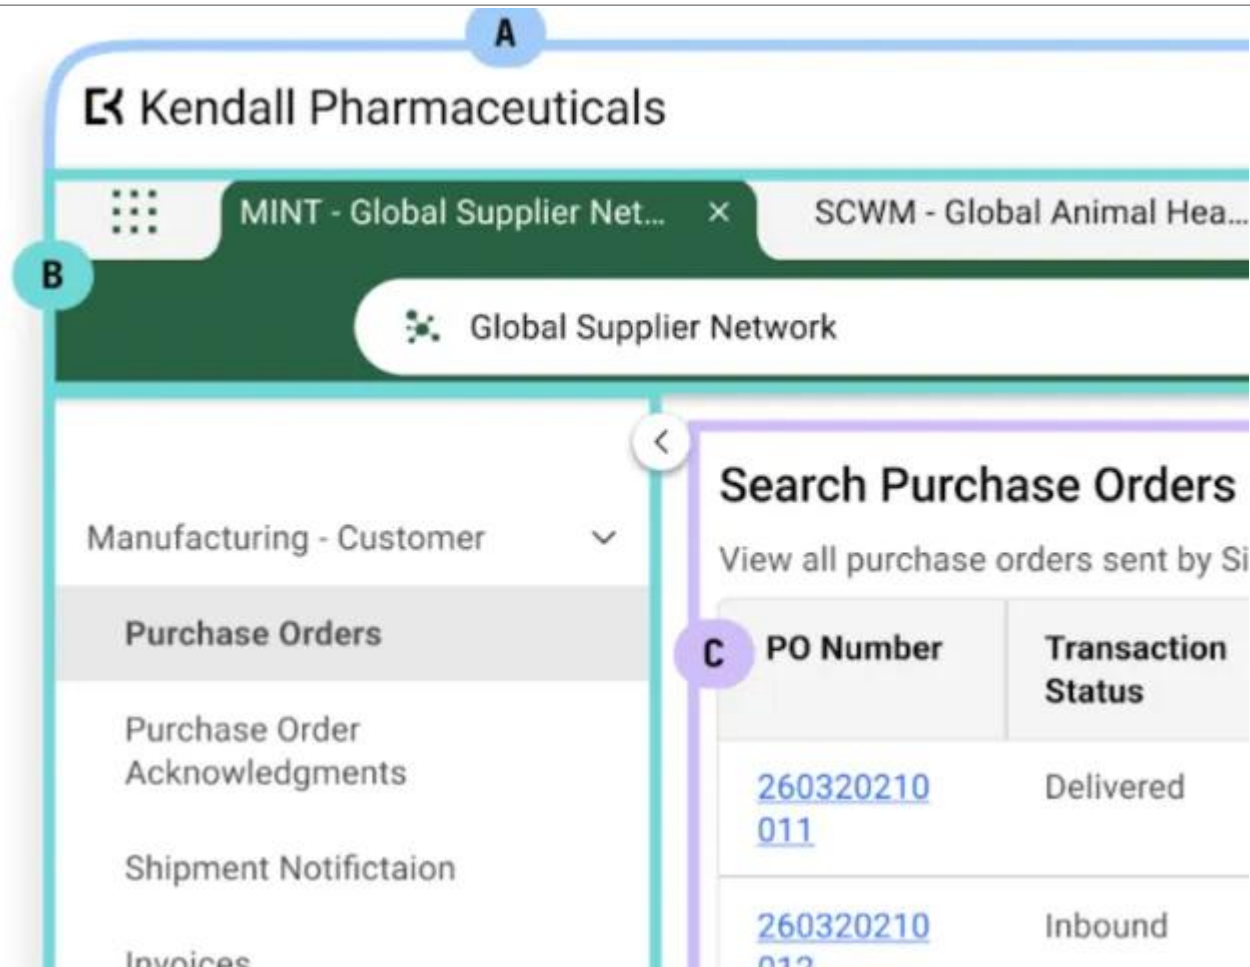 A
Kendall Pharmaceuticals
MINT - Global Supplier Net...
SCWM - Global Animal Hea...
B
Global Supplier Network
Search Purchase Orders
Manufacturing - Customer
View all purchase orders sent by Si
Purchase Orders
C
PO Number
Transaction
Status
Purchase Order
Acknowledgments
260320210
011
Delivered
Shipment Notifictaion
260320210
012
Inbound
Invoices